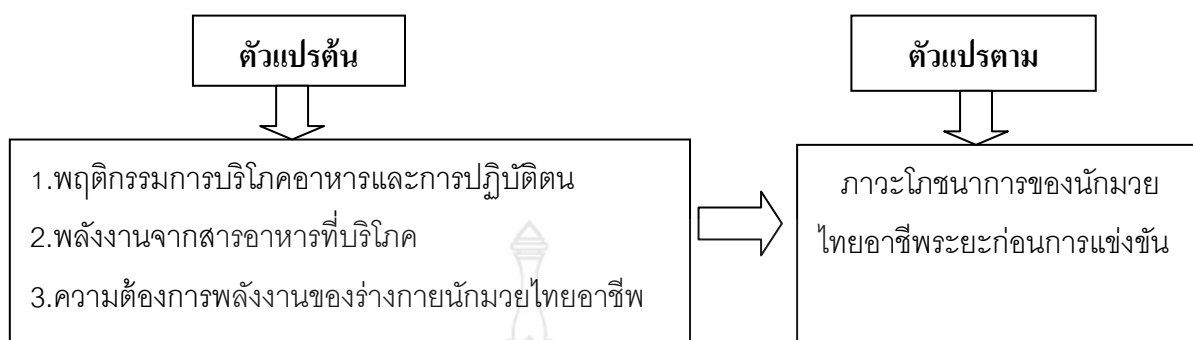 ตัวแปรต้น
ตัวแปรตาม
1.พฤติกรรมการบริโภคอาหารและการปฏิบัติตน
2.พลังงานจากสารอาหารที่บริโภค
3.ความต้องการพลังงานของร่างกายนักมวยไทยอาชีพ
ภาวะโภชนาการของนักมวย
ไทยอาชีพระยะก่อนการแข่งขัน